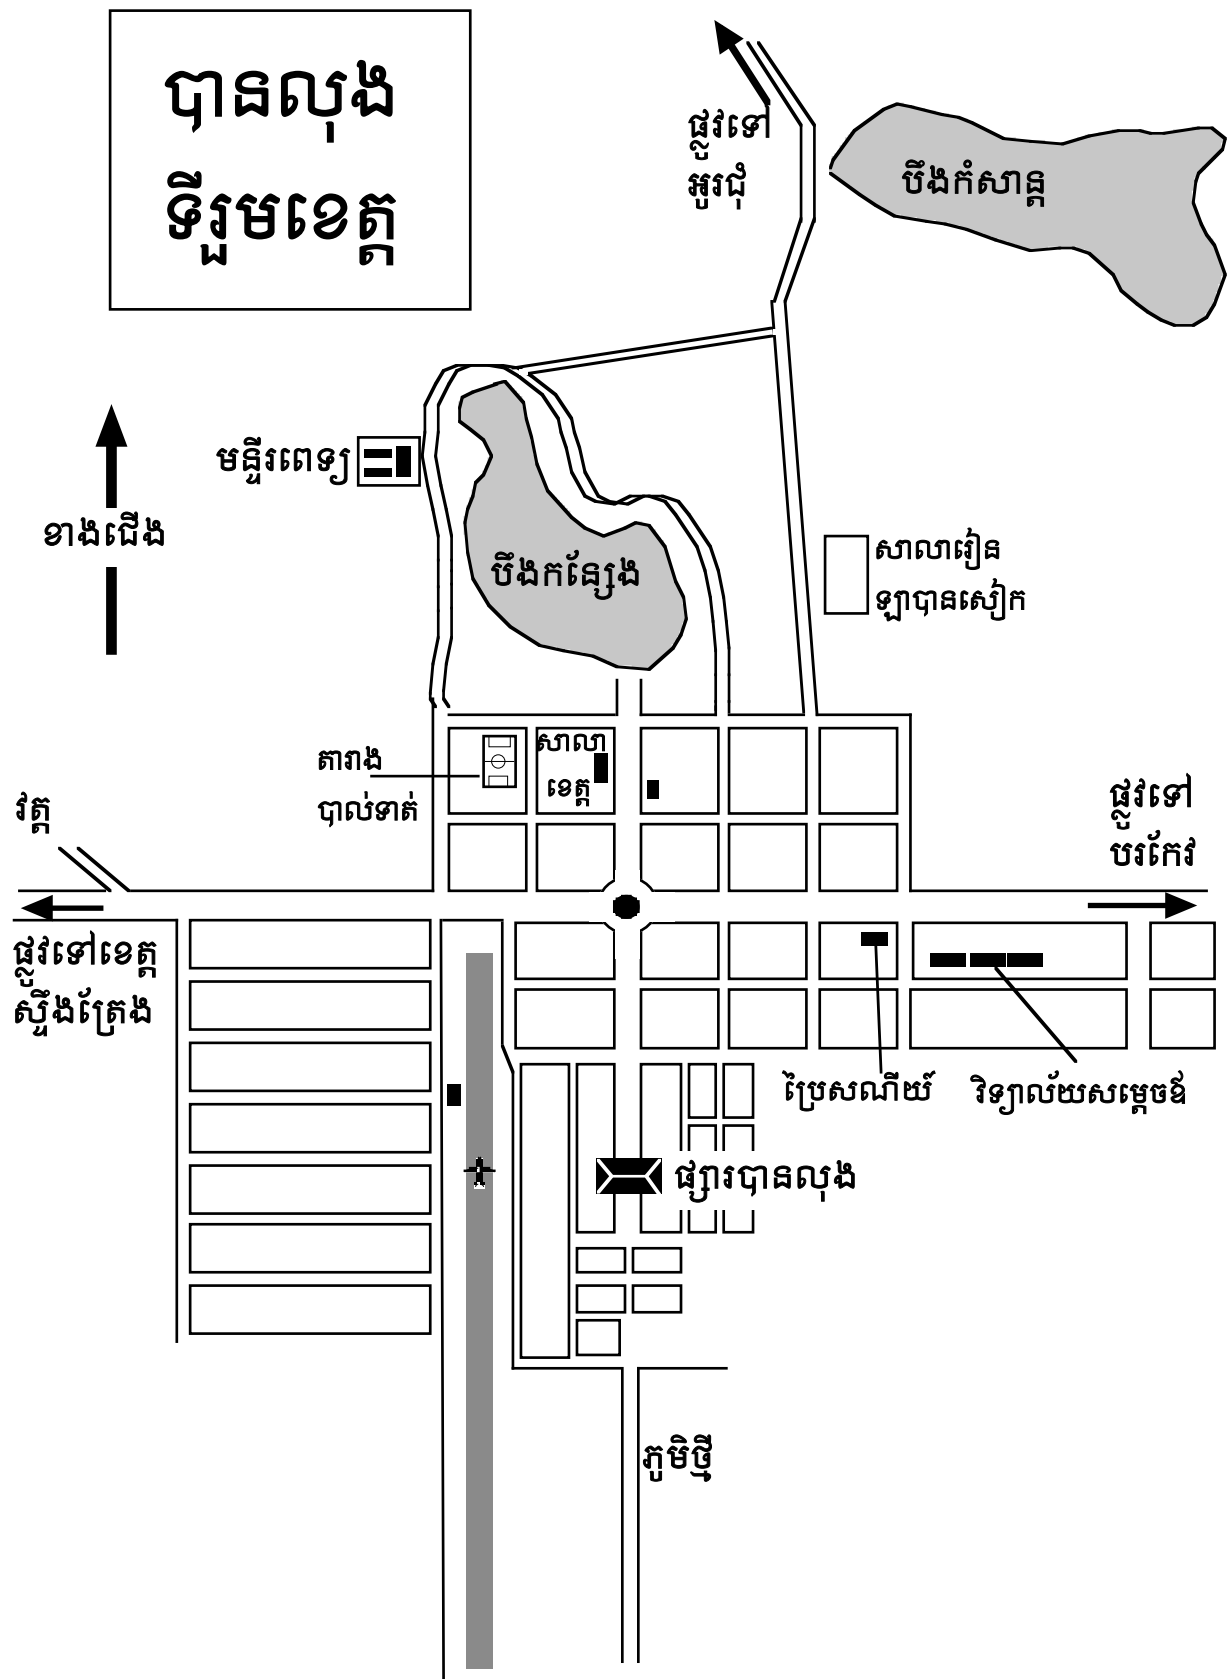 បានលុង
ទីរួមខេត្ត
ផ្លូវទៅ
អូរជុំ
បឹងកំសាន្ត
មន្ទីរពេទ្យ
ខាងជើង
បឹងកន្សែង
សាលារៀន
ឡាបានសៀក
តារាង
បាល់ទាត់
សាលា
ខេត្ត
វត្ត
ផ្លូវទៅ
បរកែវ
ផ្លូវទៅខេត្ត
ស្ទឹងត្រែង
ប្រៃសណីយ៍
វិទ្យាល័យសម្តេចឪ
ផ្សារបានលុង
ភូមិថ្មី